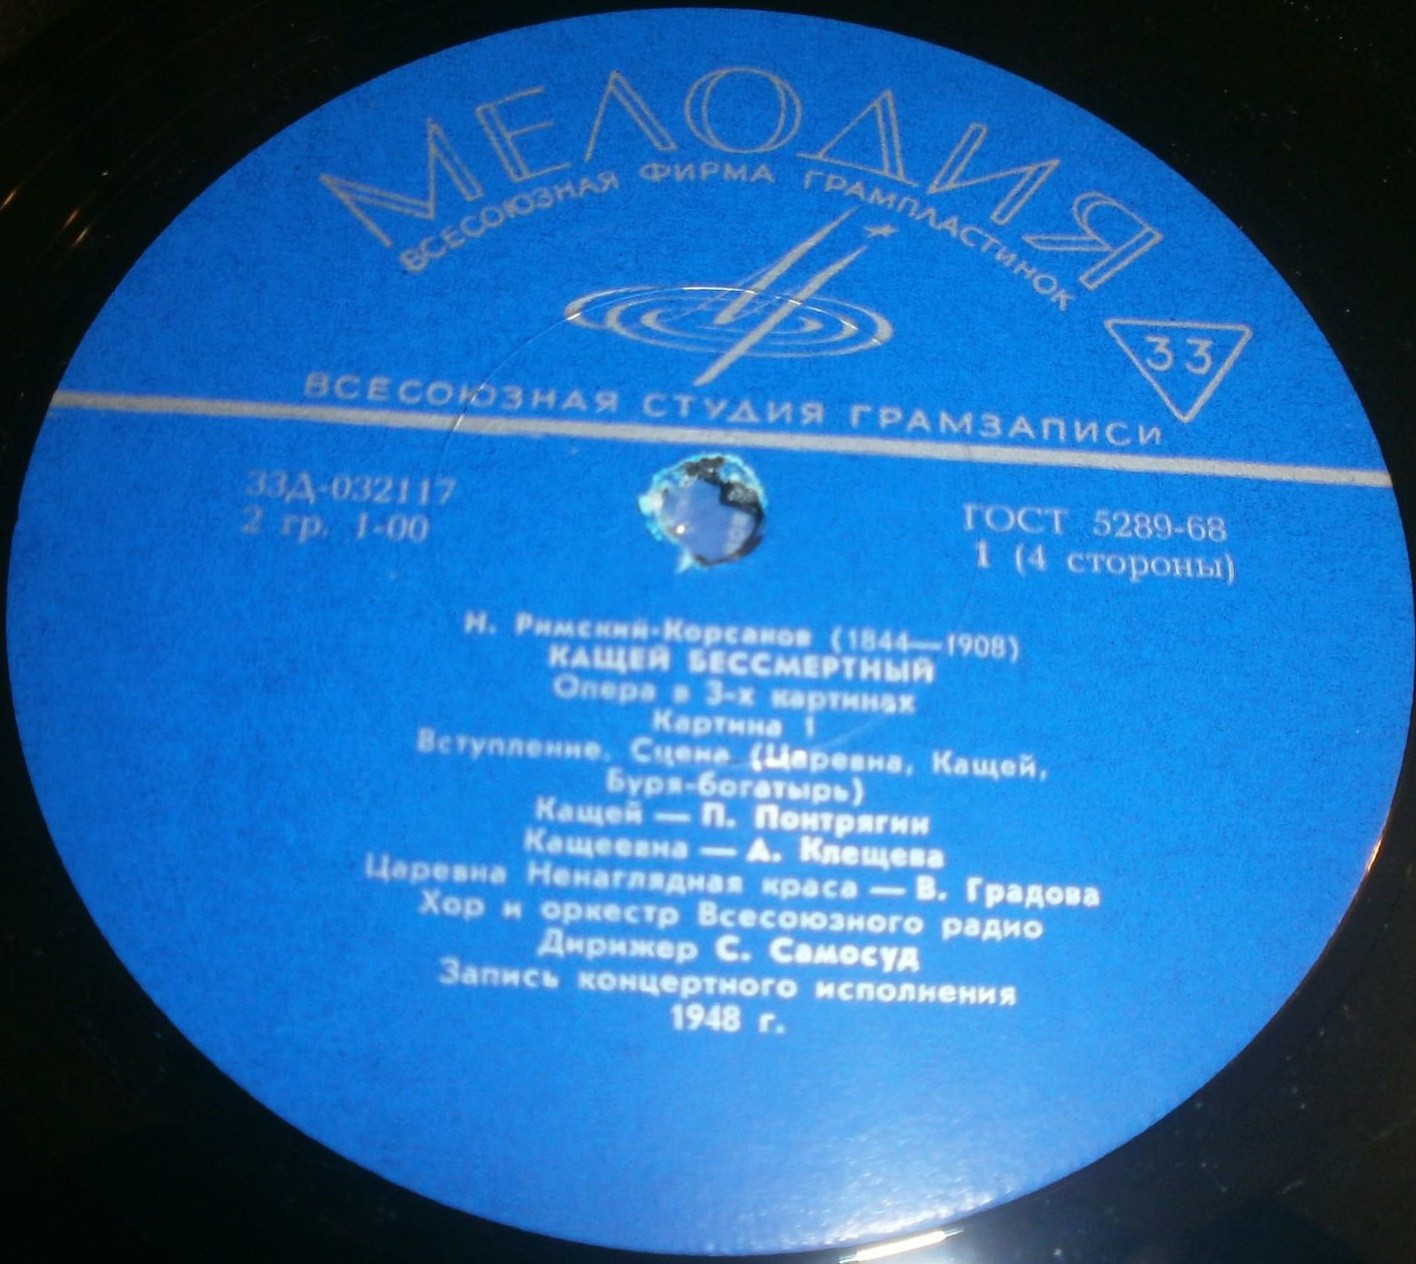 МЕЛОДИЯ
ВСЕСОЮЗНАЯ ФИРМА ГРАМПЛАСТИНОК
33
ВСЕСОЮЗНАЯ СТУДИЯ ГРАМЗАПИСИ
33Д-032117
2 гр. 1-00
ГОСТ 5289-68
1 (4 стороны)
Н. Римский-Корсаков (1844—1908)
КАЩЕЙ БЕССМЕРТНЫЙ
Опера в 3-х картинах
Картина 1
Вступление. Сцена (Царевна, Кащей,
Буря-богатырь)
Кащей — П. Понтрягин
Кащеевна — А. Клещева
Царевна Ненаглядная краса — В. Градова
Хор и оркестр Всесоюзного радио
Дирижер С. Самосуд
Запись концертного исполнения
1948 г.